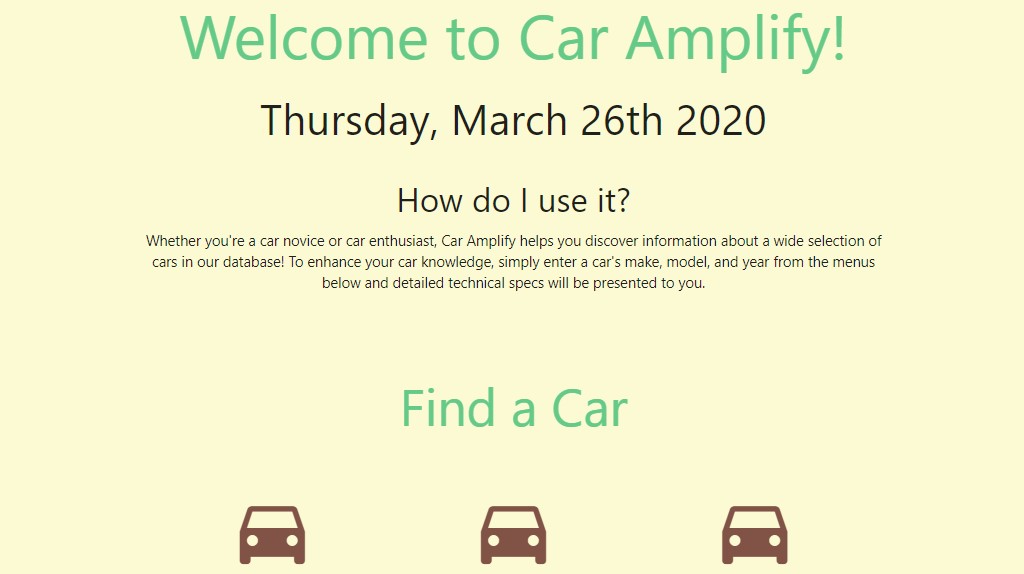 Welcome to Car Amplify!
Thursday, March 26th 2020
How do I use it?
Whether you're a car novice or car enthusiast, Car Amplify helps you discover information about a wide selection of
cars in our database! To enhance your car knowledge, simply enter a car's make, model, and year from the menus
below and detailed technical specs will be presented to you.
Find a Car